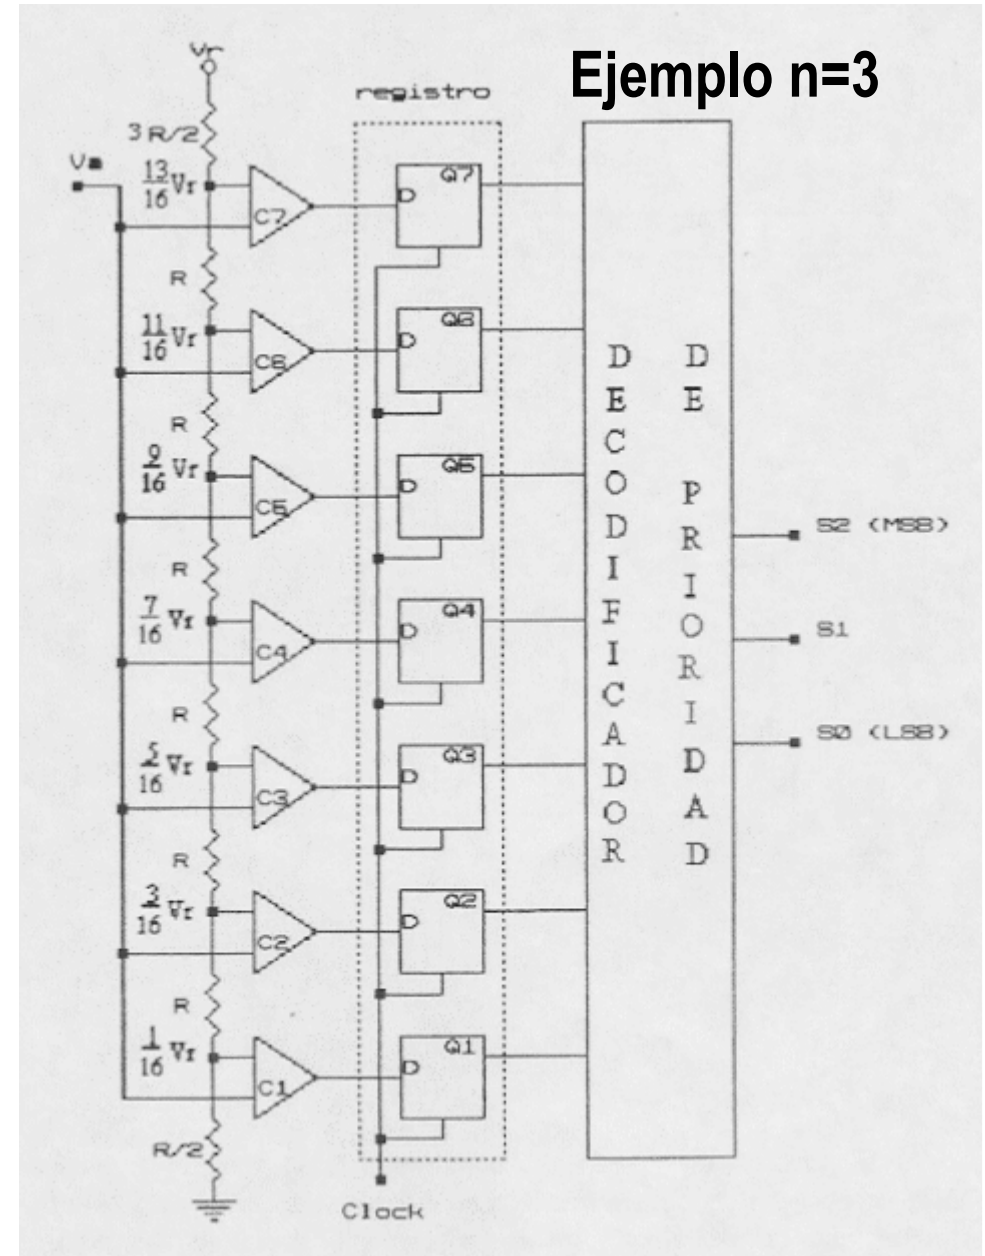 Ejemplo n=3
Vr
registro
3 R/2
Va
13/16 Vr
C7
D
Q7
R
11/16 Vr
C6
D
Q6
R
9/16 Vr
C5
D
Q5
R
7/16 Vr
C4
D
Q4
R
5/16 Vr
C3
D
Q3
R
3/16 Vr
C2
D
Q2
R
1/16 Vr
C1
D
Q1
R/2
Clock
DECODIFICADOR
DE PRIORIDAD
S2 (MSB)
S1
S0 (LSB)